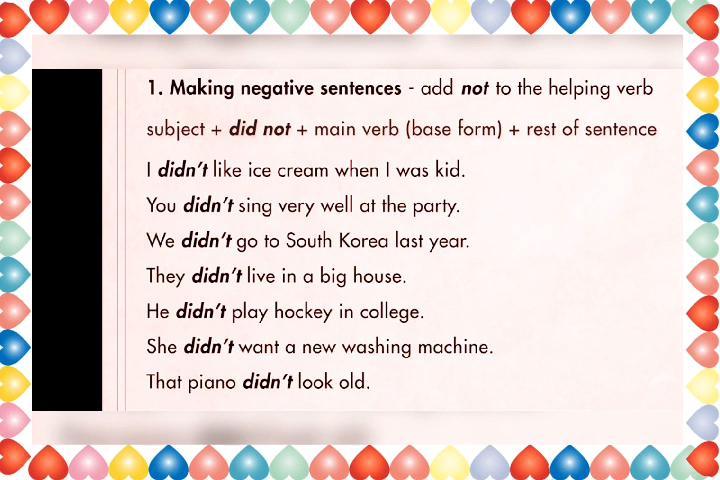 1. Making negative sentences - add not to the helping verb
subject + did not + main verb (base form) + rest of sentence
I didn't like ice cream when I was kid.
You didn't sing very well at the party.
We didn't go to South Korea last year.
They didn't live in a big house.
He didn't play hockey in college.
She didn't want a new washing machine.
That piano didn't look old.